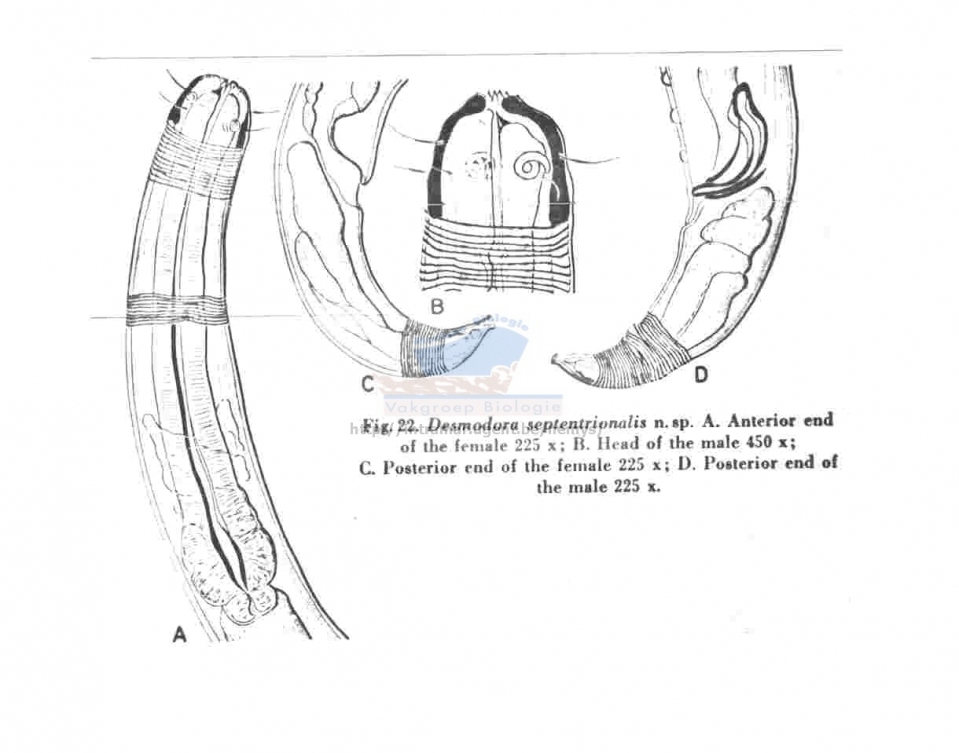 B
C
D
Biologie
Vakgroep Biologie
Fig. 22. Desmodora septentrionalis n. sp. A. Anterior end
of the female 225 x; B. Head of the male 450 x;
C. Posterior end of the female 225 x; D. Posterior end of
the male 225 x.
A